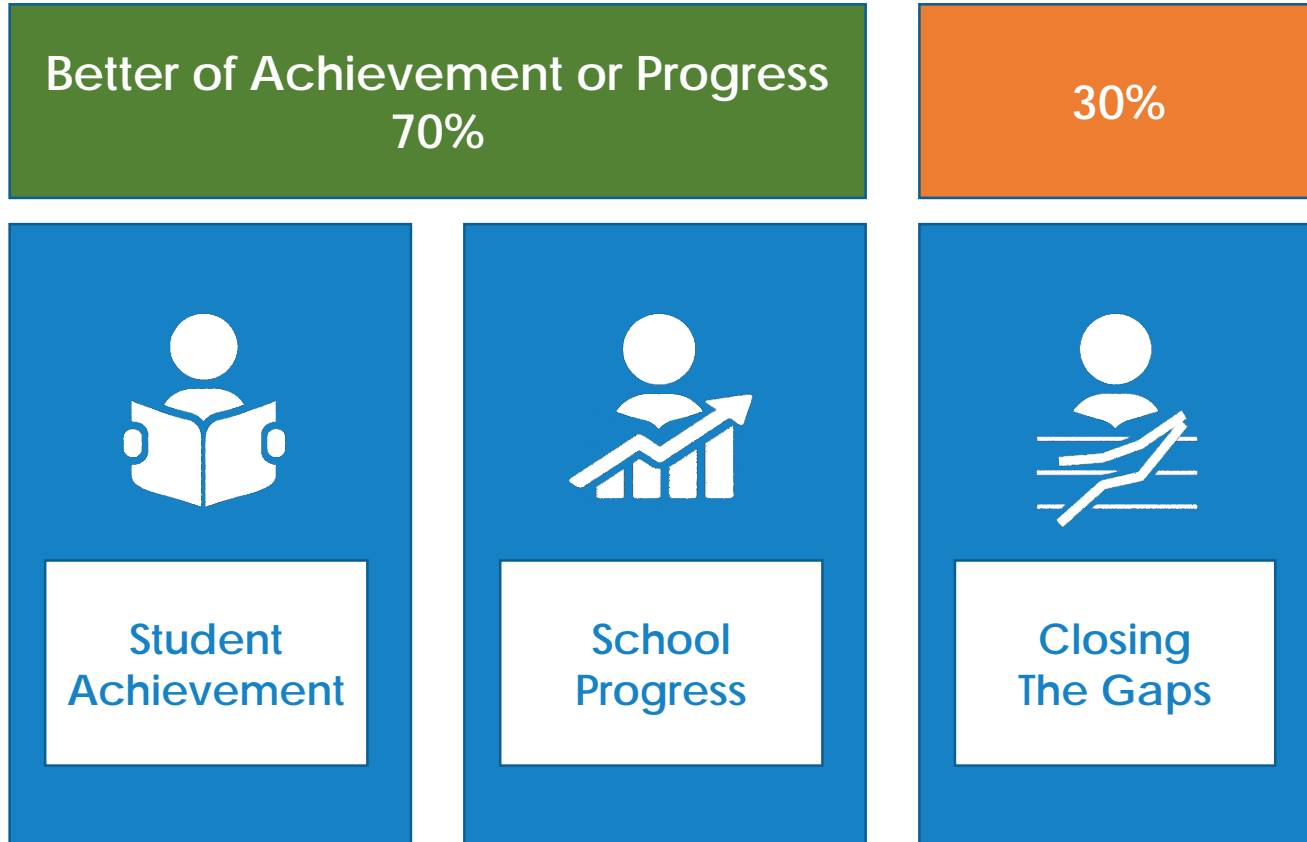 Better of Achievement or Progress
70%
30%
Student
Achievement
School
Progress
Closing
The Gaps